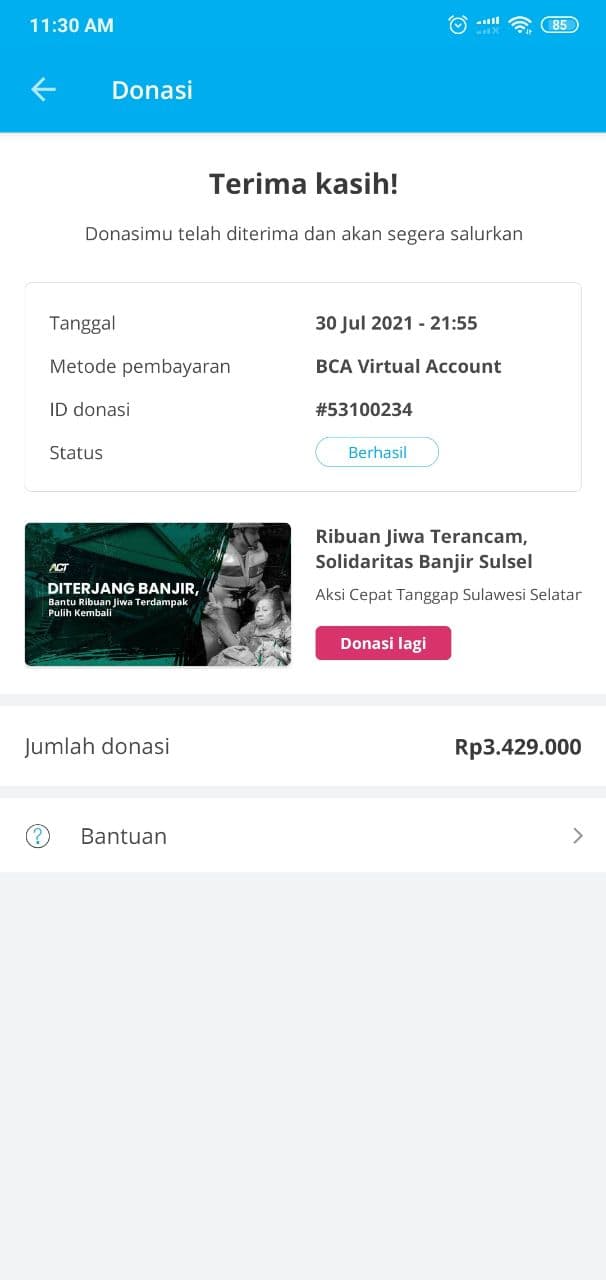 11:30 AM
85
Donasi
Terima kasih!
Donasimu telah diterima dan akan segera salurkan
Tanggal 30 Jul 2021 - 21:55
Metode pembayaran BCA Virtual Account
ID donasi #53100234
Status Berhasil
ACT
DITERJANG BANJIR,
Bantu Ribuan Jiwa Terdampak
Pulih Kembali
Ribuan Jiwa Terancam,
Solidaritas Banjir Sulsel
Aksi Cepat Tanggap Sulawesi Selatan
Donasi lagi
Jumlah donasi Rp3.429.000
?
Bantuan